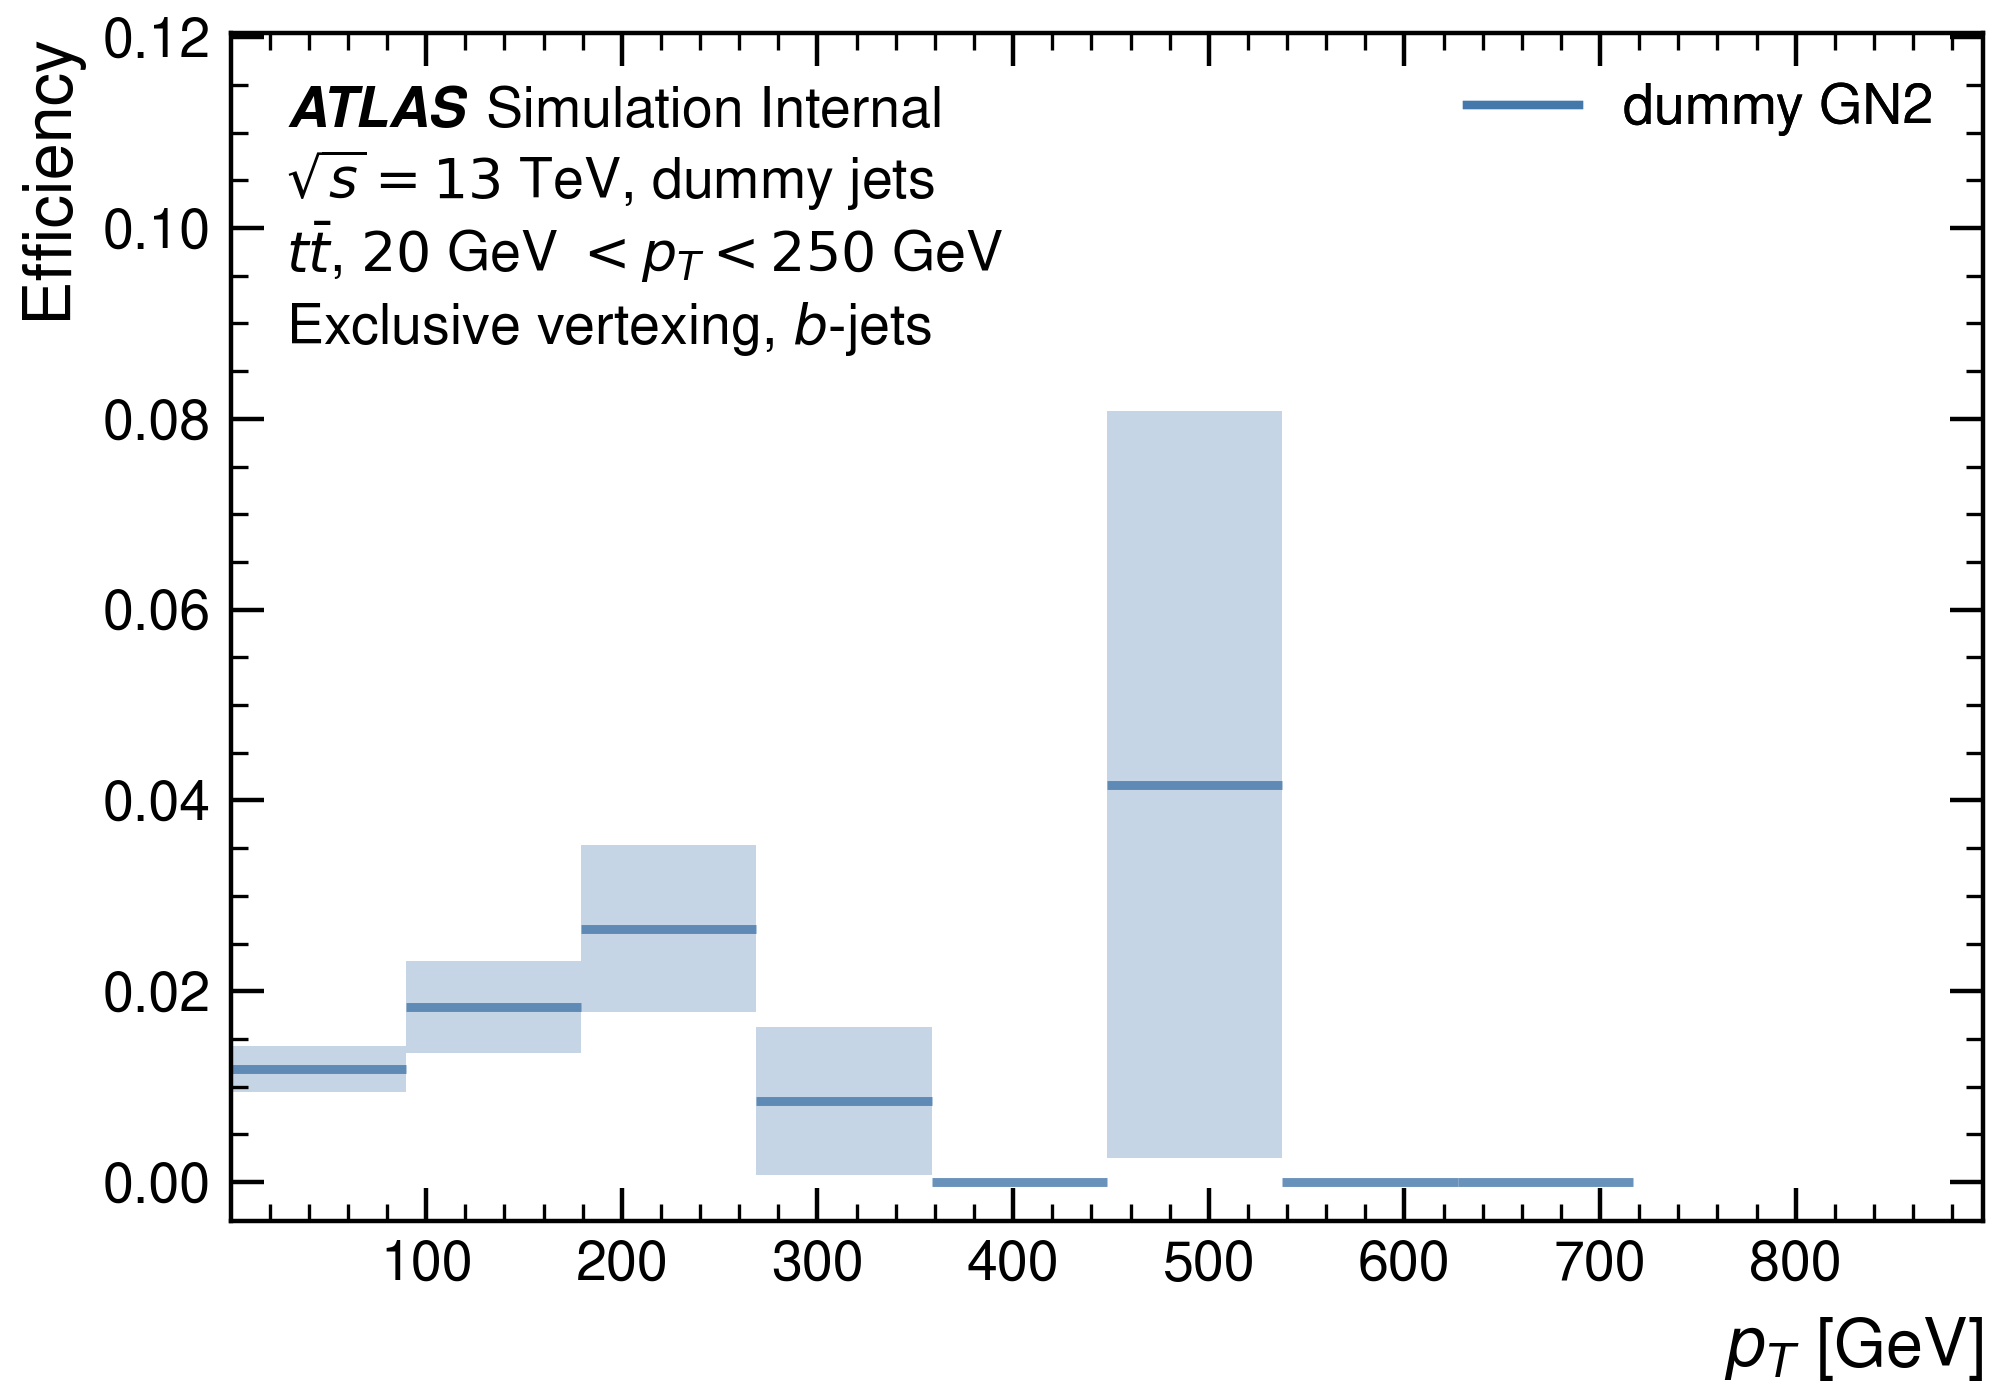 0.12
0.10
0.08
0.06
0.04
0.02
0.00
Efficiency
ATLAS Simulation Internal
√s = 13 TeV, dummy jets
tt̄, 20 GeV < p_T < 250 GeV
Exclusive vertexing, b-jets
dummy GN2
100 200 300 400 500 600 700 800
p_T [GeV]